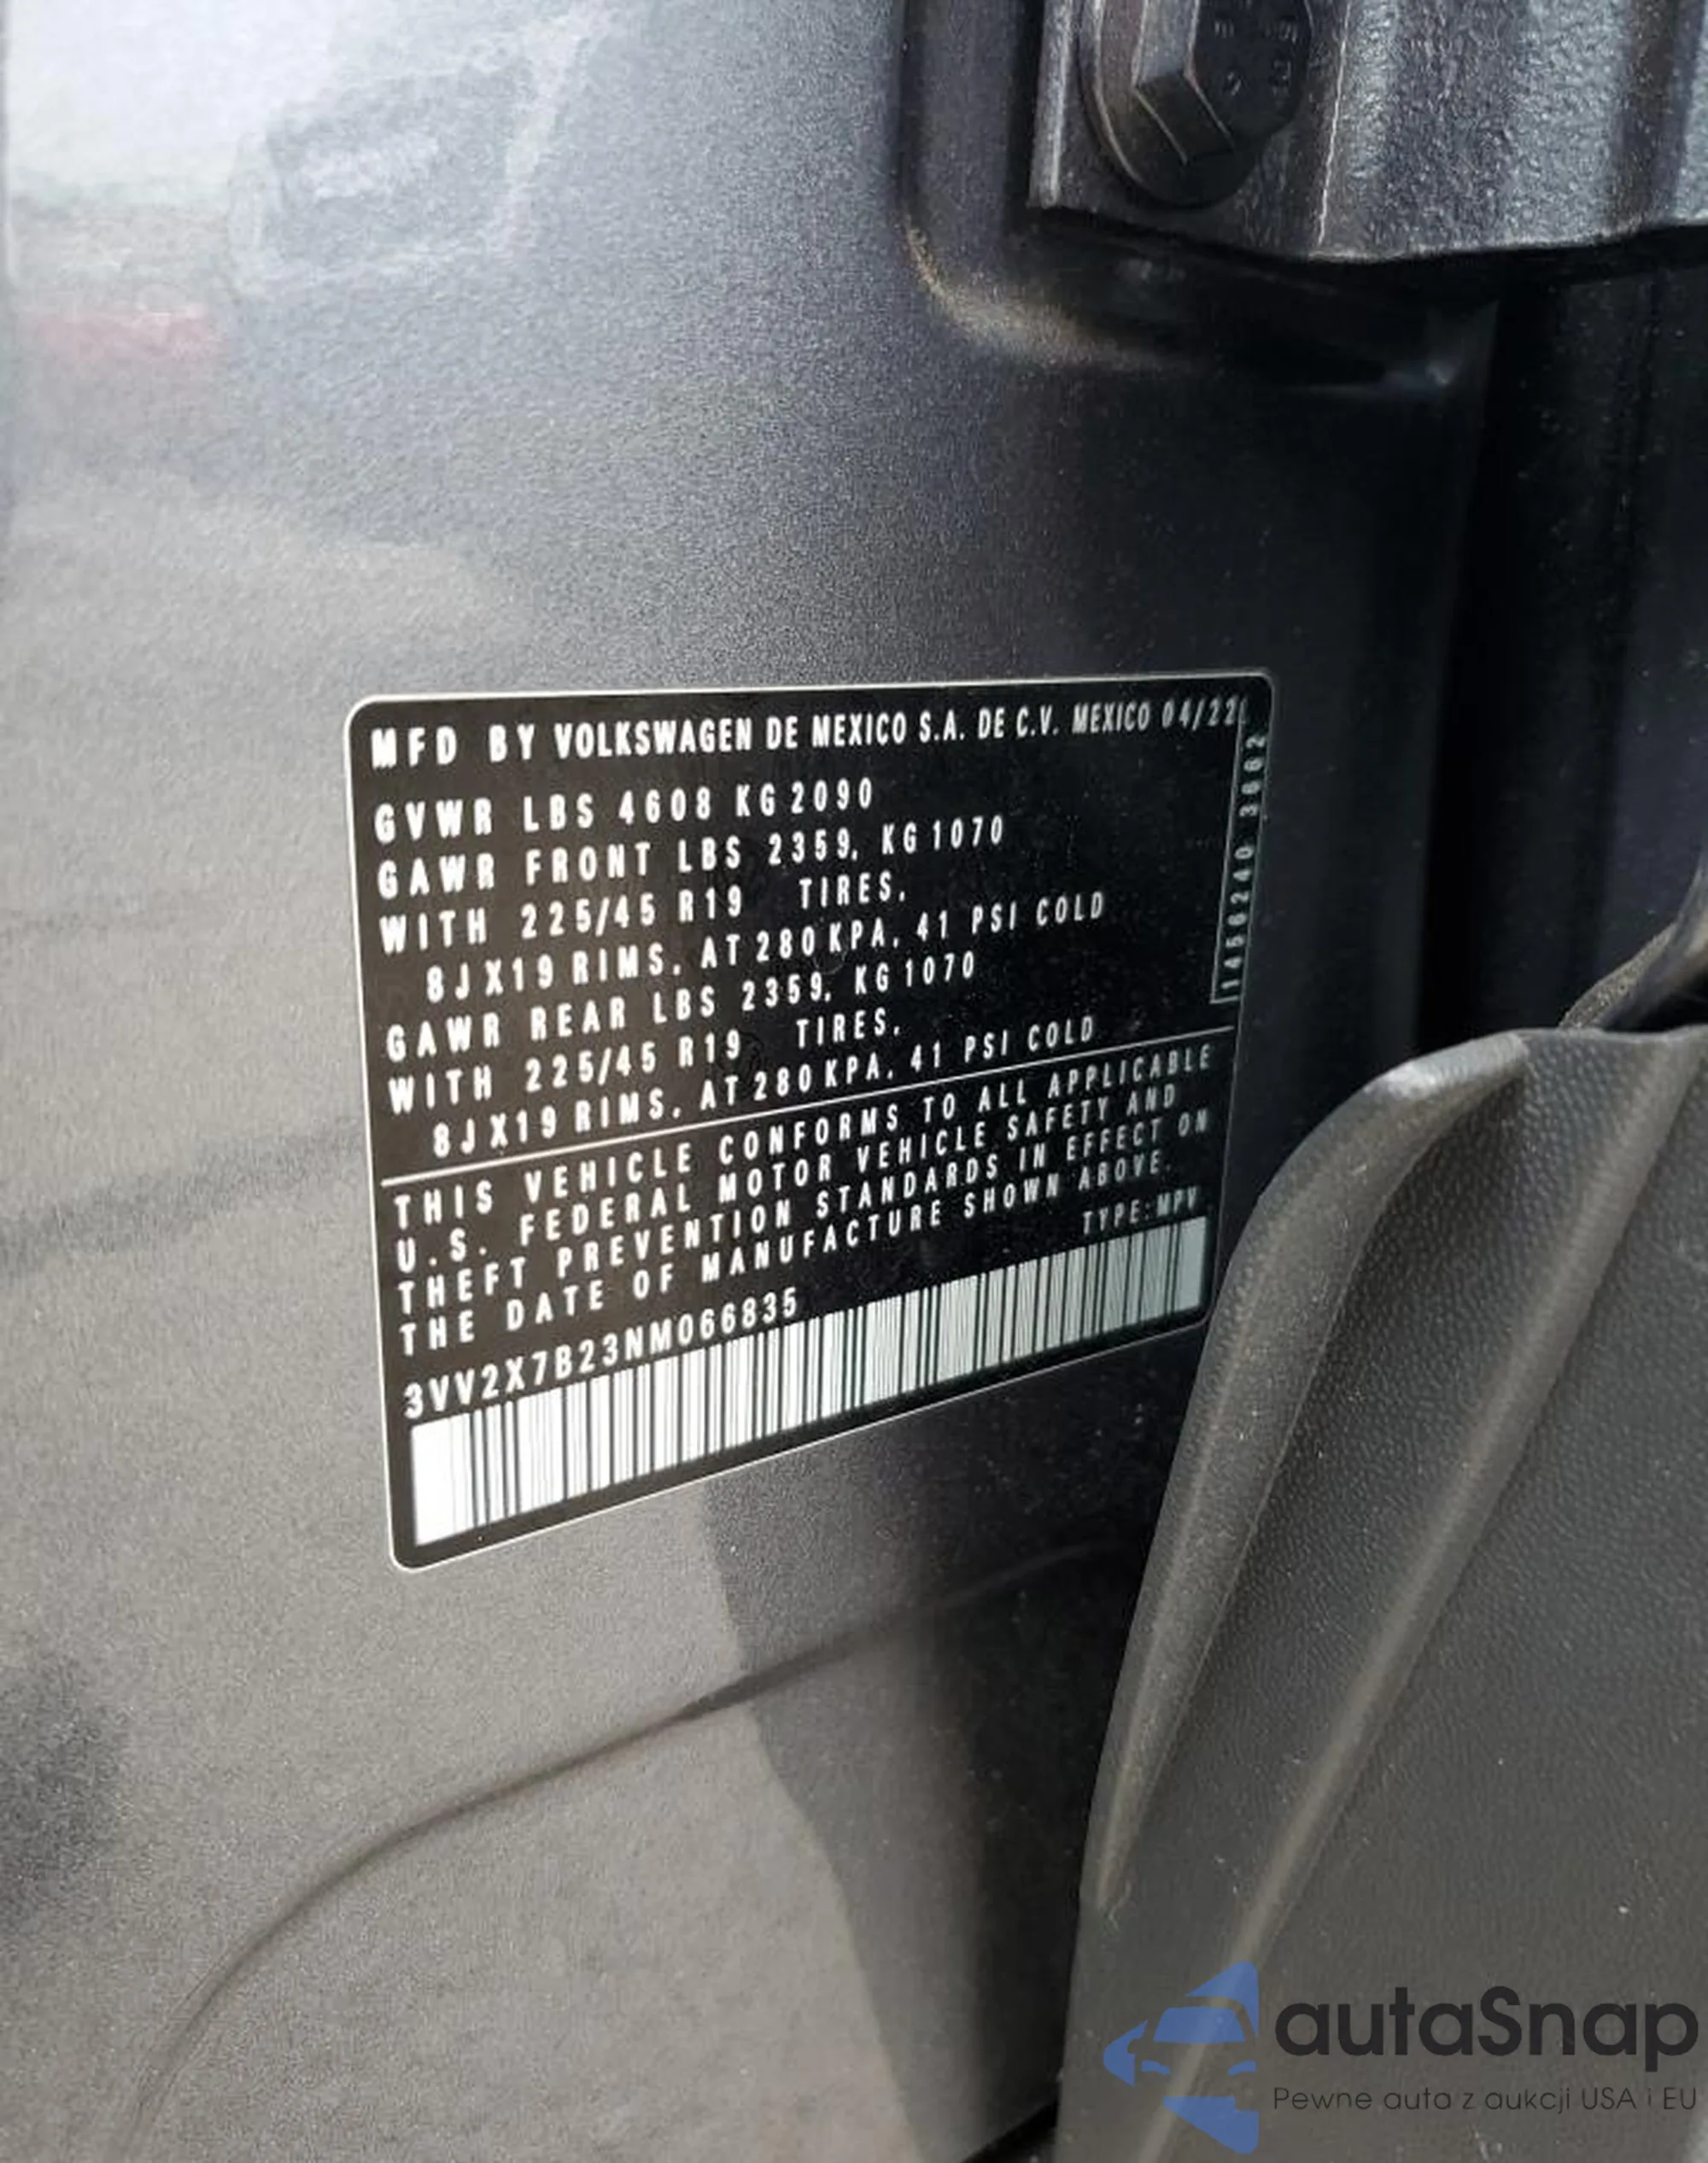 MFD BY VOLKSWAGEN DE MEXICO S.A. DE C.V. MEXICO 04/22
GVWR LBS 4608 KG 2090
GAWR FRONT LBS 2359, KG 1070
WITH 225/45 R19 TIRES,
8JX19 RIMS, AT 280KPA, 41 PSI COLD
GAWR REAR LBS 2359, KG 1070
WITH 225/45 R19 TIRES,
8JX19 RIMS, AT 280KPA, 41 PSI COLD
THIS VEHICLE CONFORMS TO ALL APPLICABLE
U.S. FEDERAL MOTOR VEHICLE SAFETY AND
THEFT PREVENTION STANDARDS IN EFFECT ON
THE DATE OF MANUFACTURE SHOWN ABOVE.
TYPE:MPV
3VV2X7B23NM066835
autaSnap
Pewne auta z aukcji USA i EU